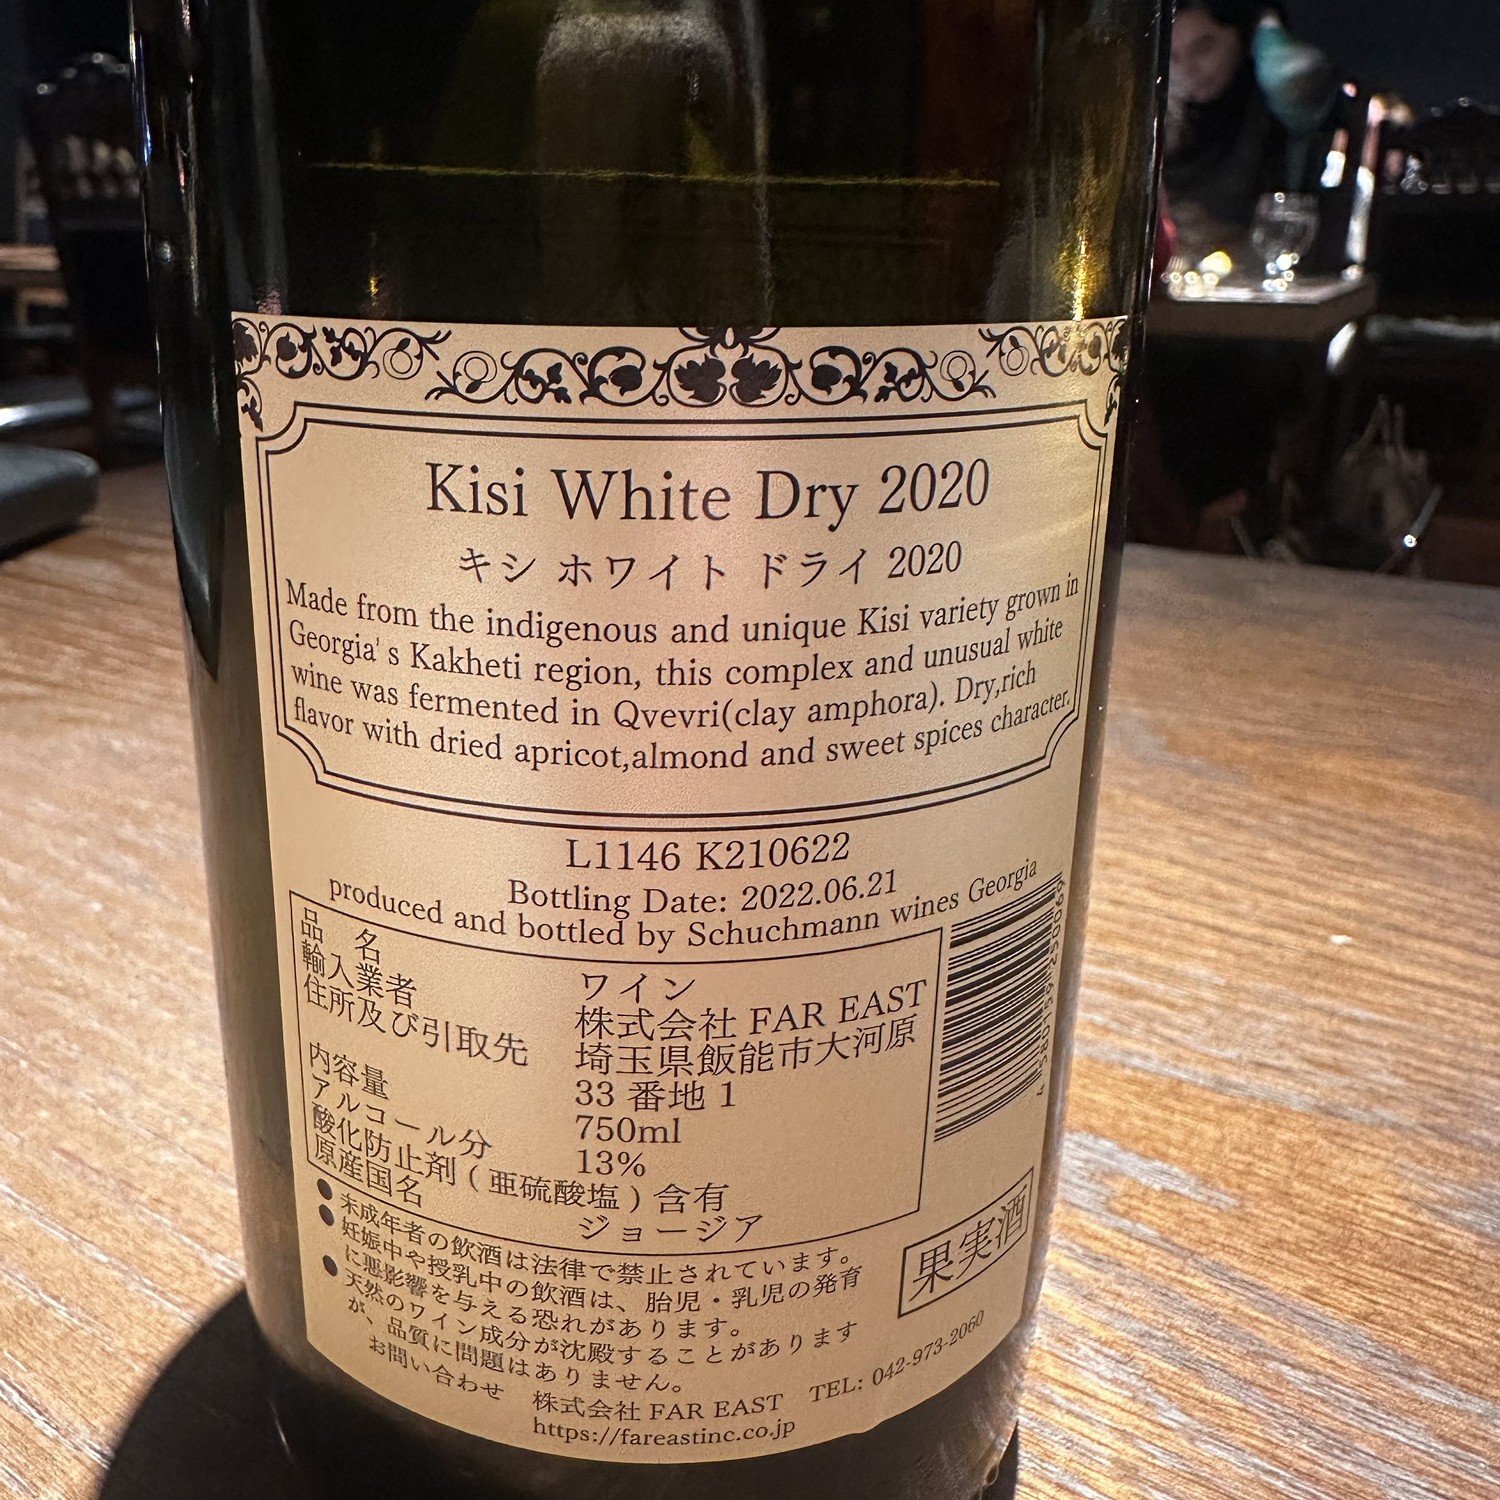 Kisi White Dry 2020
キシ ホワイト ドライ 2020
Made from the indigenous and unique Kisi variety grown in
Georgia's Kakheti region, this complex and unusual white
wine was fermented in Qvevri(clay amphora). Dry,rich
flavor with dried apricot,almond and sweet spices character.
L1146 K210622
Bottling Date: 2022.06.21
produced and bottled by Schuchmann wines Georgia
品 名 ワイン
輸入業者 株式会社 FAR EAST
住所及び引取先 埼玉県飯能市大河原
33 番地 1
内容量 750ml
アルコール分 13%
酸化防止剤 ( 亜硫酸塩 ) 含有
原産国名 ジョージア
●未成年者の飲酒は法律で禁止されています。
●妊娠中や授乳中の飲酒は、胎児・乳児の発育
に悪影響を与える恐れがあります。
●天然のワイン成分が沈殿することがあります
が、品質に問題はありません。
果実酒
お問い合わせ 株式会社 FAR EAST TEL: 042-973-2060
https://fareastinc.co.jp